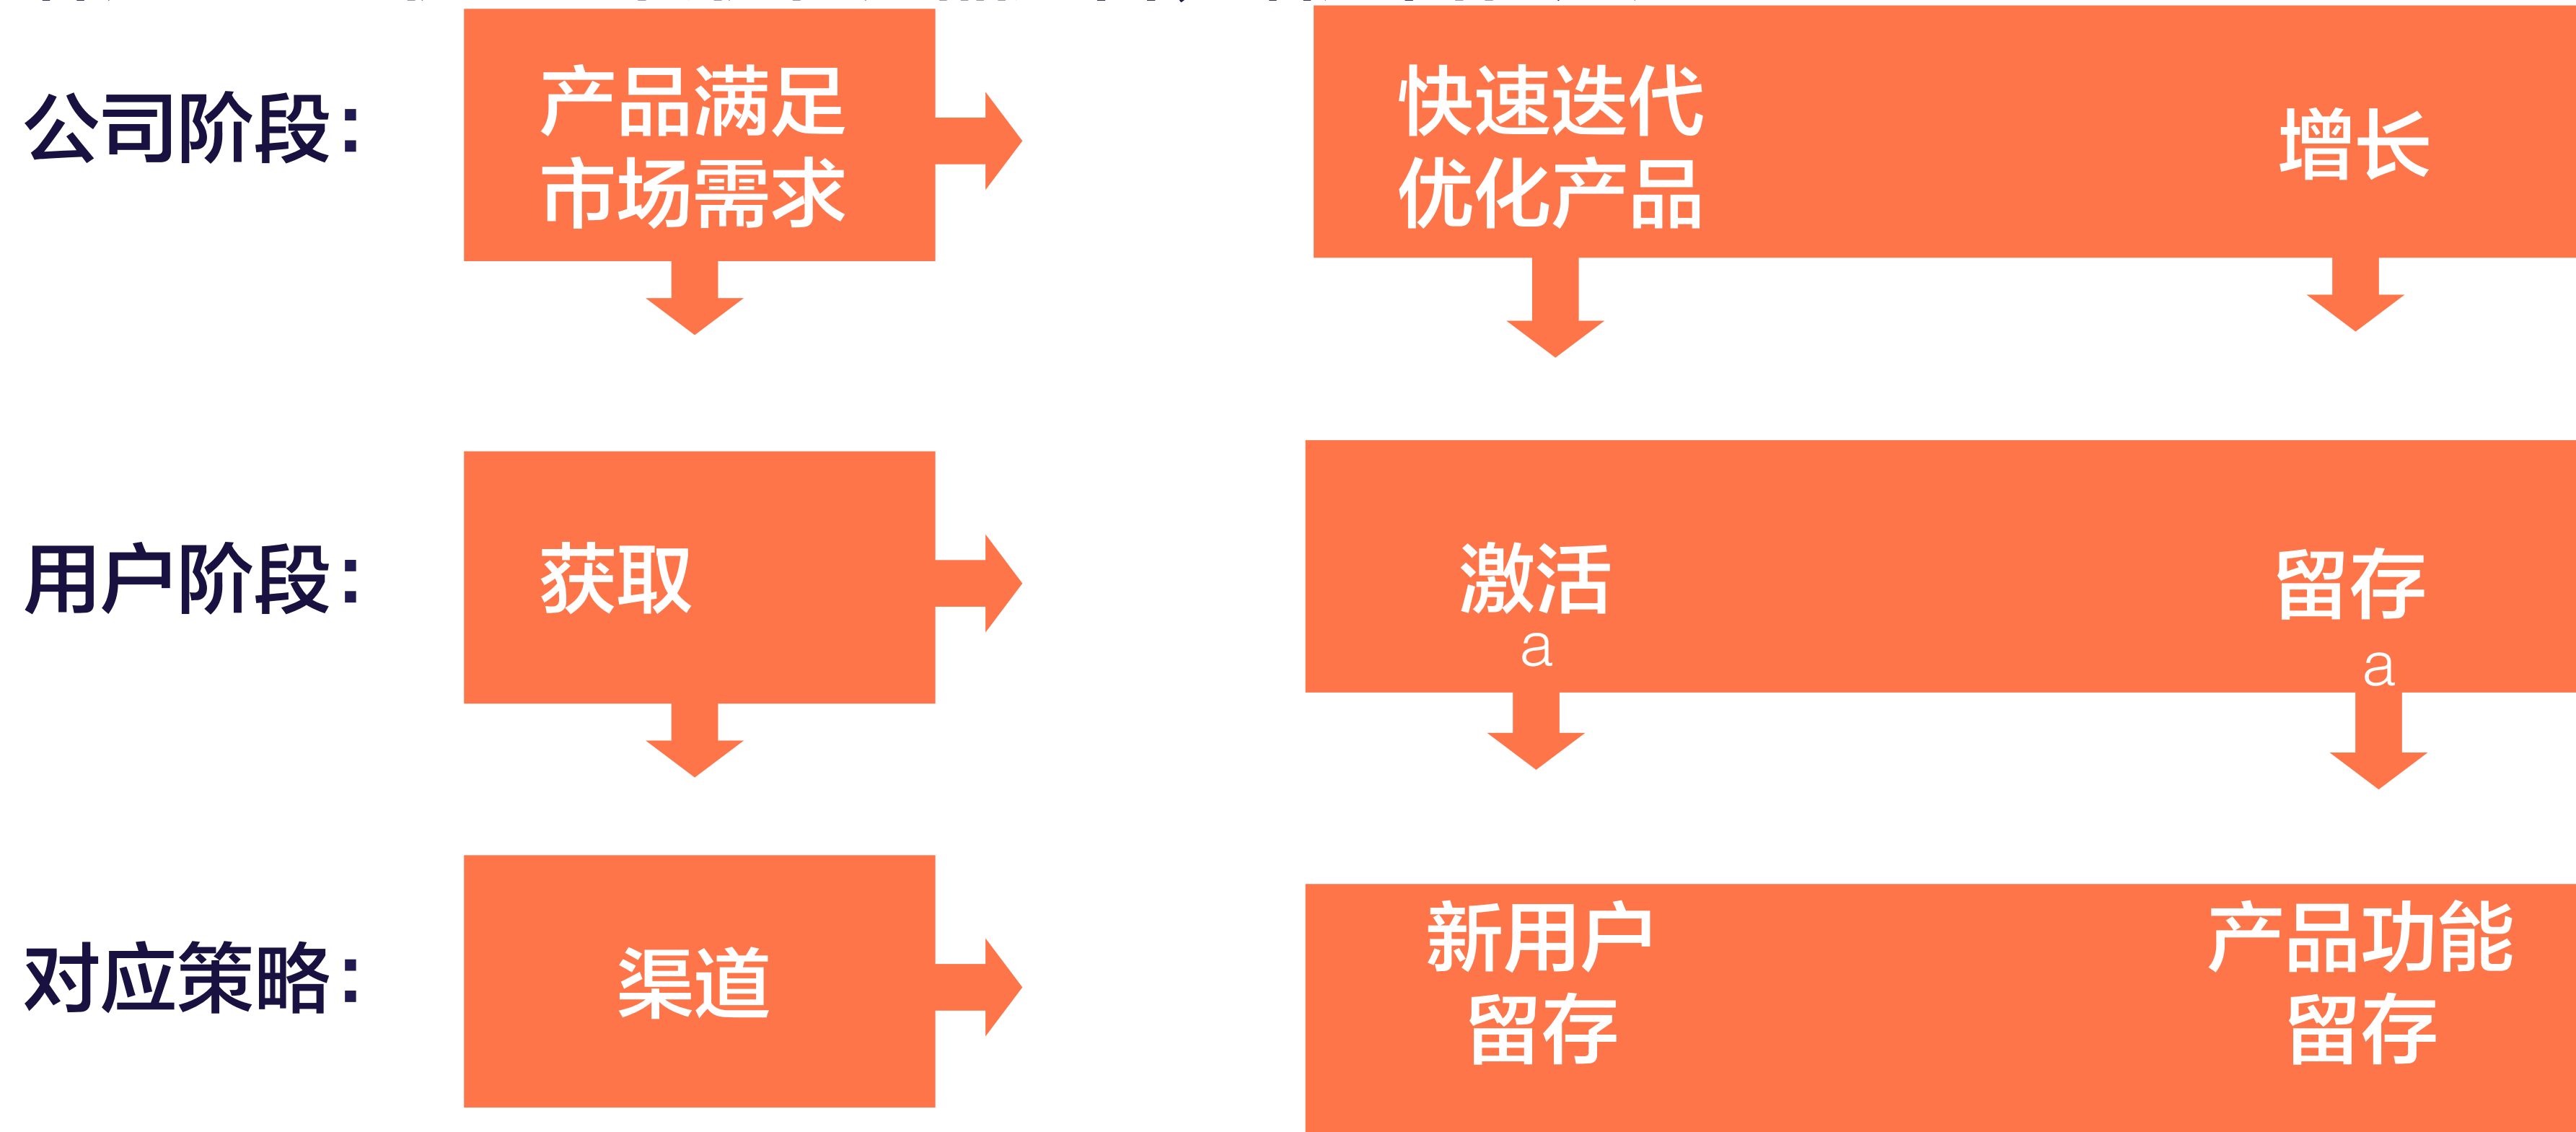 公司阶段：
产品满足
市场需求
快速迭代
优化产品
增长
用户阶段：
获取
激活
a
留存
a
对应策略：
渠道
新用户
留存
产品功能
留存